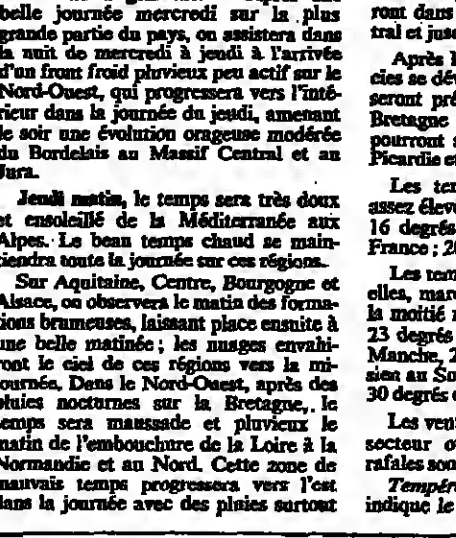 belle journée mercredi sur la plus
grande partie du pays, on assistera dans
la nuit de mercredi à jeudi à l'arrivée
d'un front froid pluvieux peu actif sur le
Nord-Ouest, qui progressera vers l'inté-
rieur dans la journée du jeudi, amenant
le soir une évolution orageuse modérée
du Bordelais au Massif Central et au
Jura.
Jeudi matin, le temps sera très doux
et ensoleillé de la Méditerranée aux
Alpes. Le beau temps chaud se main-
tiendra toute la journée sur ces régions.
Sur Aquitaine, Centre, Bourgogne et
Alsace, on observera le matin des forma-
tions brumeuses, laissant place ensuite à
une belle matinée ; les nuages envahi-
ront le ciel de ces régions vers la mi-
journée. Dans le Nord-Ouest, après des
pluies nocturnes sur la Bretagne, le
temps sera maussade et pluvieux le
matin de l'embouchure de la Loire à la
Normandie et au Nord. Cette zone de
mauvais temps progressera vers l'est
dans la journée avec des pluies surtout
ront dans
tral et jus
Après l
cies se dév
seront pré
Bretagne
pourront s
Picardie et
Les ter
assez élev
16 degrés
France ; 20
Les tem
elles, mar
la moitié n
23 degrés
Manche, 2
sien au Su
30 degrés
Les ven
secteur o
rafales son
Tempér
indique le